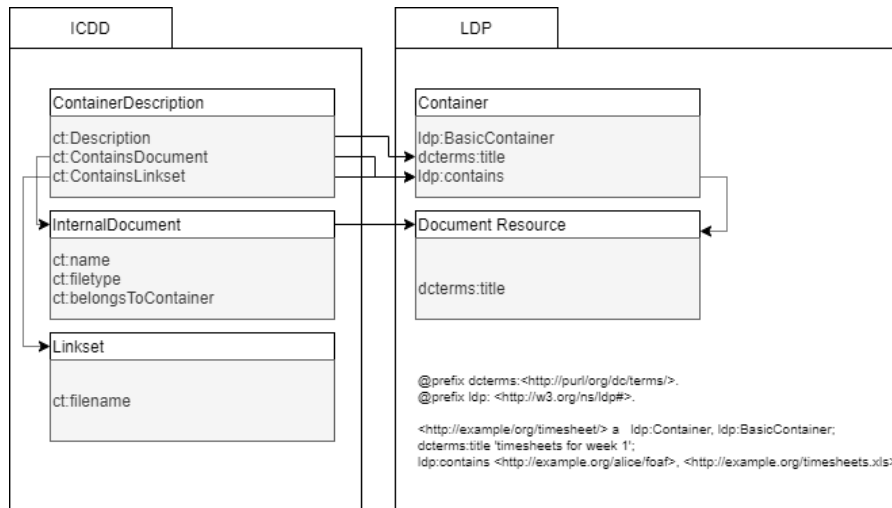 ICDD
ContainerDescription
ct:Description
ct:ContainsDocument
ct:ContainsLinkset
InternalDocument
ct:name
ct:filetype
ct:belongsToContainer
Linkset
ct:filename
LDP
Container
ldp:BasicContainer
dcterms:title
ldp:contains
Document Resource
dcterms:title
@prefix dcterms:<http://purl/org/dc/terms/>.
@prefix ldp: <http://w3.org/ns/ldp#>.
<http://example/org/timesheet/> a ldp:Container, ldp:BasicContainer;
dcterms:title 'timesheets for week 1';
ldp:contains <http://example.org/alice/foaf>, <http://example.org/timesheets.xls>